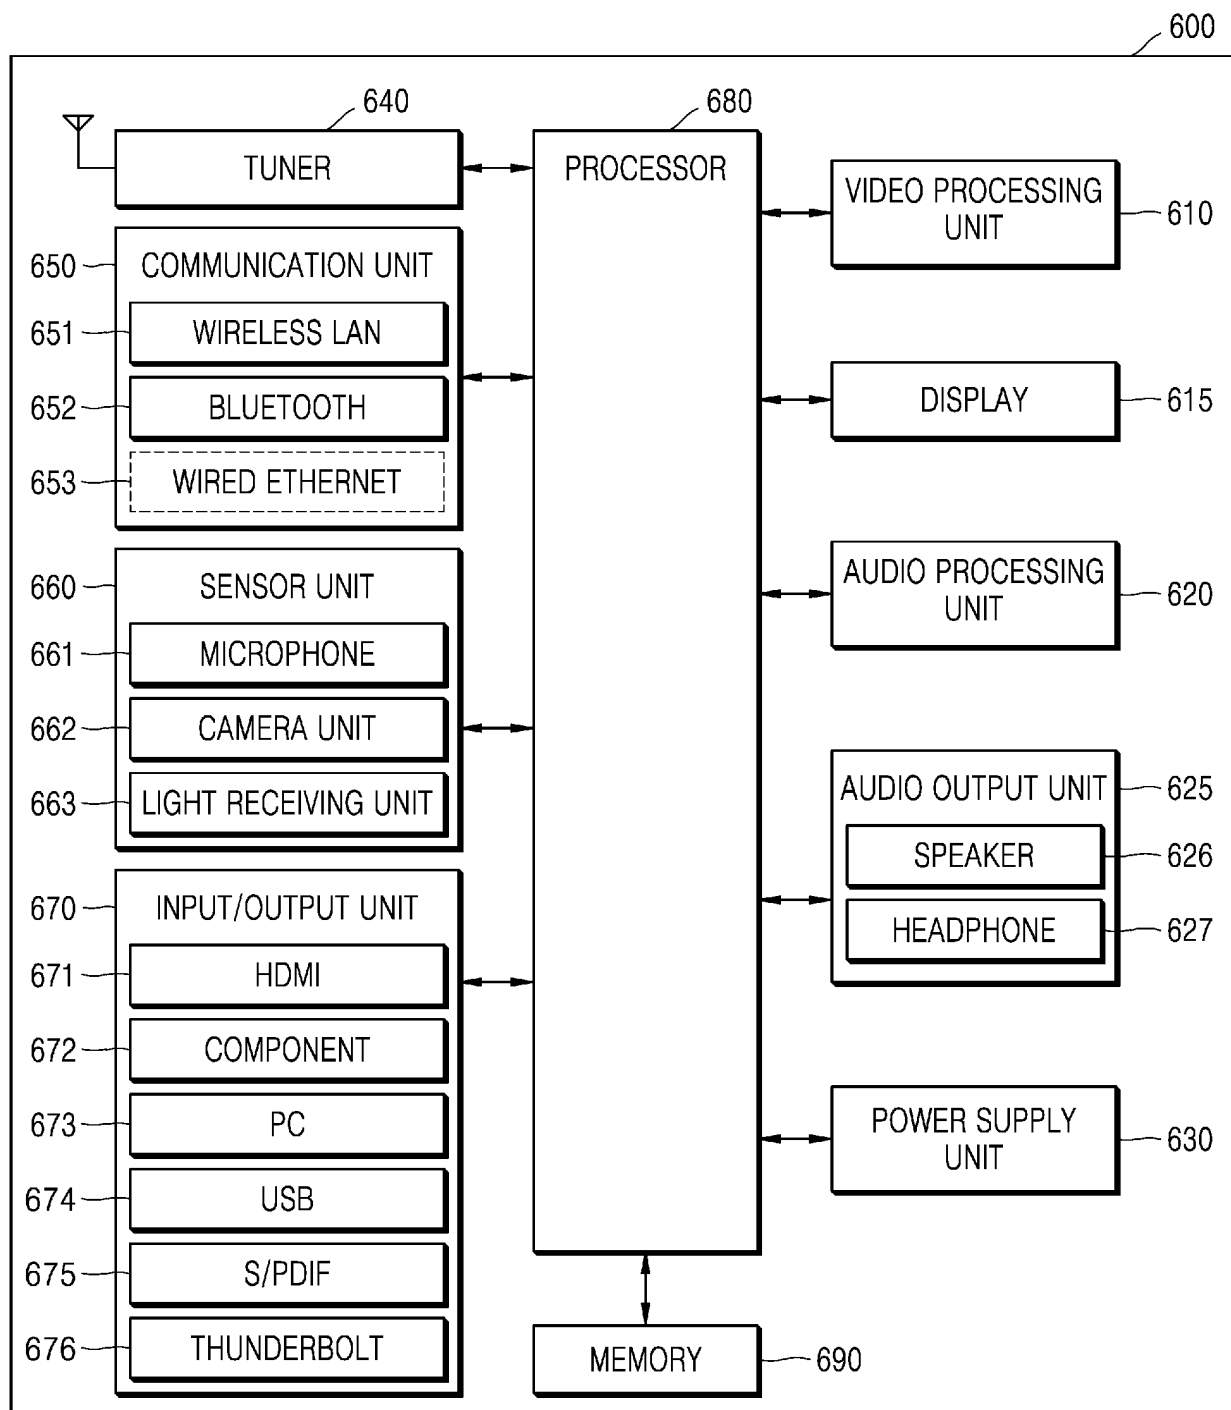 600
640
TUNER
680
PROCESSOR
650
COMMUNICATION UNIT
651
WIRELESS LAN
652
BLUETOOTH
653
WIRED ETHERNET
660
SENSOR UNIT
661
MICROPHONE
662
CAMERA UNIT
663
LIGHT RECEIVING UNIT
670
INPUT/OUTPUT UNIT
671
HDMI
672
COMPONENT
673
PC
674
USB
675
S/PDIF
676
THUNDERBOLT
VIDEO PROCESSING
UNIT
610
DISPLAY
615
AUDIO PROCESSING
UNIT
620
AUDIO OUTPUT UNIT
625
SPEAKER
626
HEADPHONE
627
POWER SUPPLY
UNIT
630
MEMORY
690